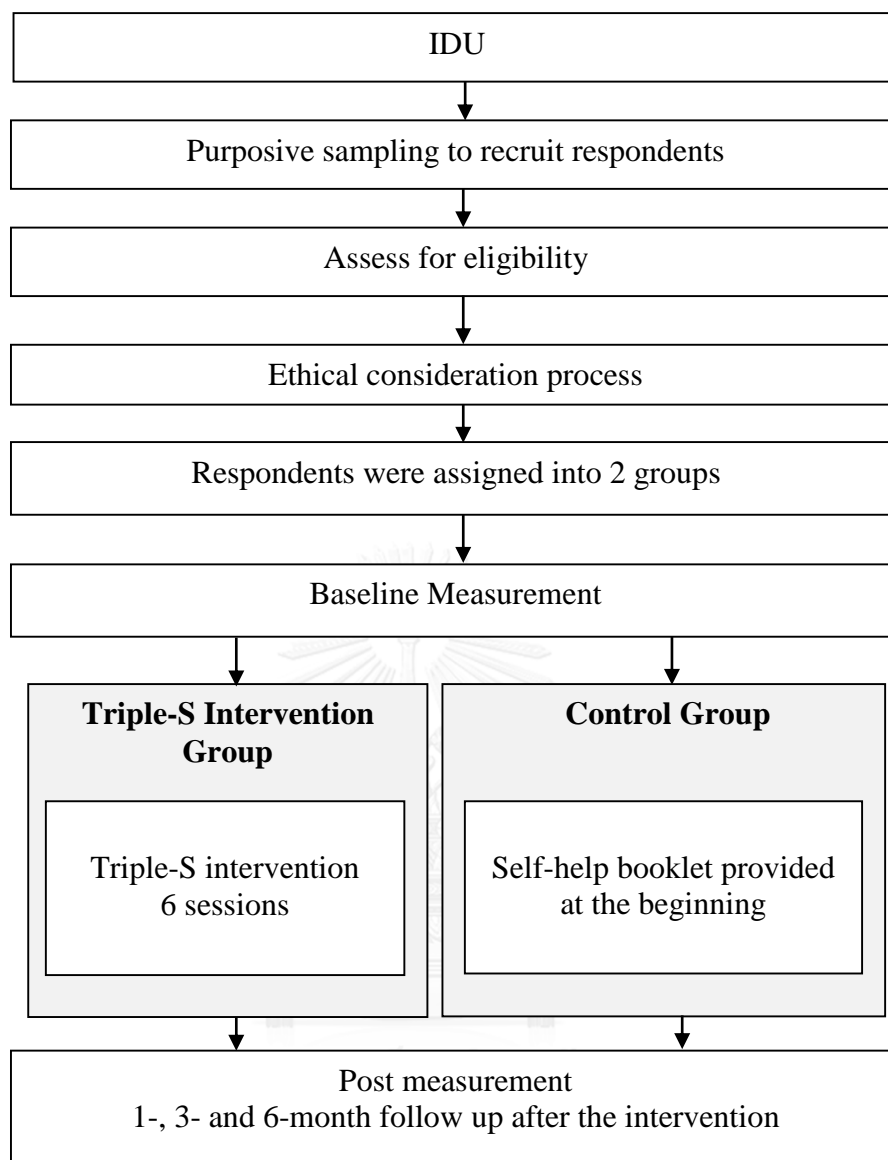 IDU
Purposive sampling to recruit respondents
Assess for eligibility
Ethical consideration process
Respondents were assigned into 2 groups
Baseline Measurement
Triple-S Intervention
Group
Triple-S intervention
6 sessions
Control Group
Self-help booklet provided
at the beginning
Post measurement
1-, 3- and 6-month follow up after the intervention